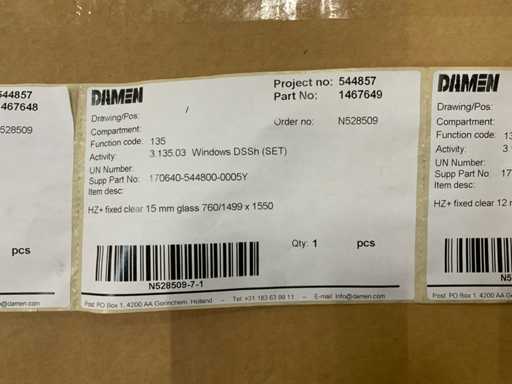 544857
1467648
528509
pcs
@damen.com
DAMEN
Project no: 544857
Part No: 1467649
Drawing/Pos: /
Order no: N528509
Compartment:
Function code: 135
Activity: 3.135.03 Windows DSSh (SET)
UN Number:
Supp Part No: 170640-544800-0005Y
Item desc:
HZ+ fixed clear 15 mm glass 760/1499 x 1550
Qty: 1 pcs
N528509-7-1
Post: PO Box 1, 4200 AA Gorinchem, Holland - Tel: +31 183 63 99 11 - E-mail: Info@damen.com
DAMEN
Drawing/Pos:
Compartment:
Function code: 13
Activity: 3.
UN Number:
Supp Part No: 17
Item desc:
HZ+ fixed clear 12 m
N5
Post: PO Box 1, 4200 AA